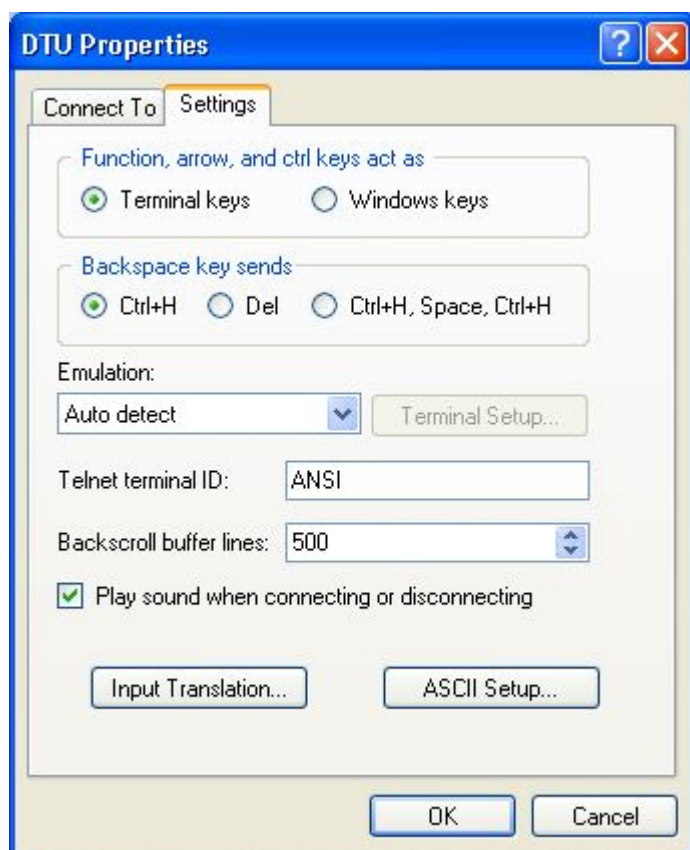 DTU Properties
Connect To Settings
Function, arrow, and ctrl keys act as
Terminal keys Windows keys
Backspace key sends
Ctrl+H Del Ctrl+H, Space, Ctrl+H
Emulation:
Auto detect Terminal Setup...
Telnet terminal ID: ANSI
Backscroll buffer lines: 500
Play sound when connecting or disconnecting
Input Translation... ASCII Setup...
OK Cancel